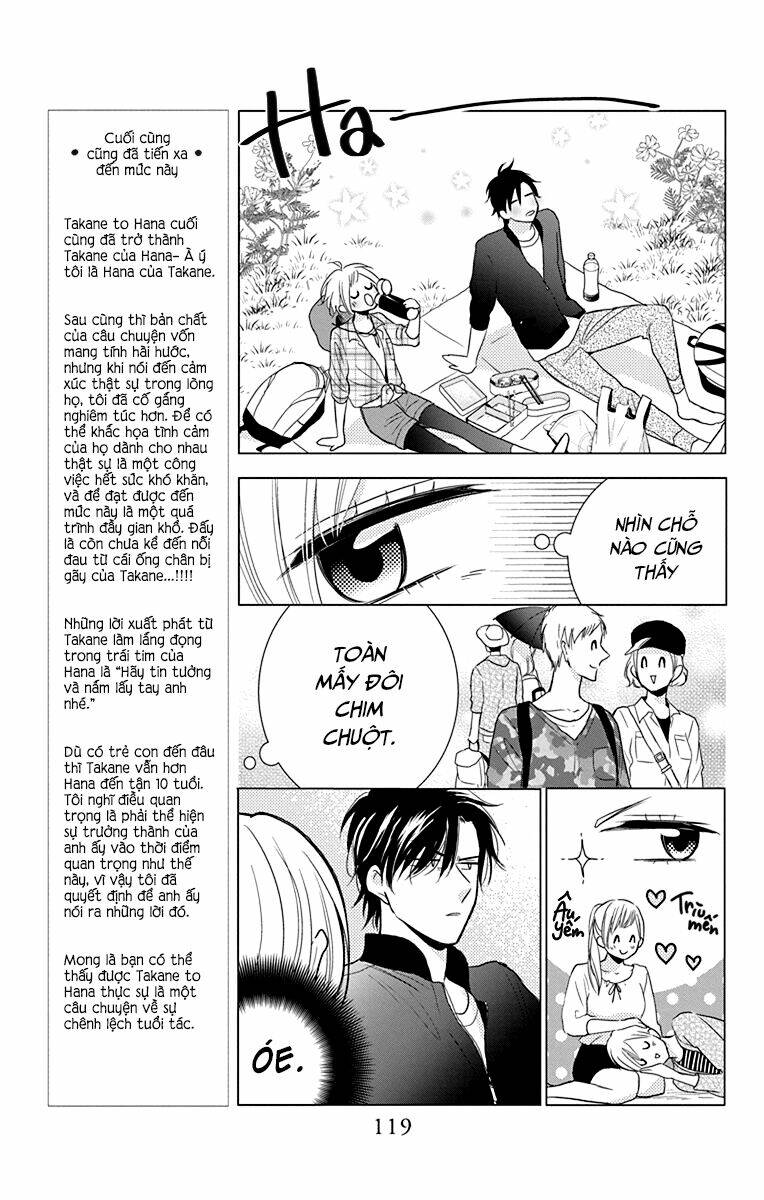 Cuối cùng
• cũng đã tiến xa •
đến mức này
Takane to Hana cuối
cùng đã trở thành
Takane của Hana- À ý
tôi là Hana của Takane.
Sau cùng thì bản chất
của câu chuyện vốn
mang tính hài hước,
nhưng khi nói đến cảm
xúc thật sự trong lòng
họ, tôi đã cố gắng
nghiêm túc hơn. Để có
thể khắc họa tình cảm
của họ dành cho nhau
thật sự là một công
việc hết sức khó khăn,
và để đạt được đến
mức này là một quá
trình đầy gian khổ. Đấy
là còn chưa kể đến nỗi
đau từ cái ống chân bị
gãy của Takane...!!!!
Những lời xuất phát từ
Takane làm lắng đọng
trong trái tim của
Hana là “Hãy tin tưởng
và nắm lấy tay anh
nhé.”
Dù có trẻ con đến đâu
thì Takane vẫn hơn
Hana đến tận 10 tuổi.
Tôi nghĩ điều quan
trọng là phải thể hiện
sự trưởng thành của
anh ấy vào thời điểm
quan trọng như thế
này, vì vậy tôi đã
quyết định để anh ấy
nói ra những lời đó.
Mong là bạn có thể
thấy được Takane to
Hana thực sự là một
câu chuyện về sự
chênh lệch tuổi tác.
Ha
NHÌN CHỖ
NÀO CŨNG
THẤY
TOÀN
MẤY ĐÔI
CHIM
CHUỘT.
Âu
yếm
Trìu
mến
ÓE.
119